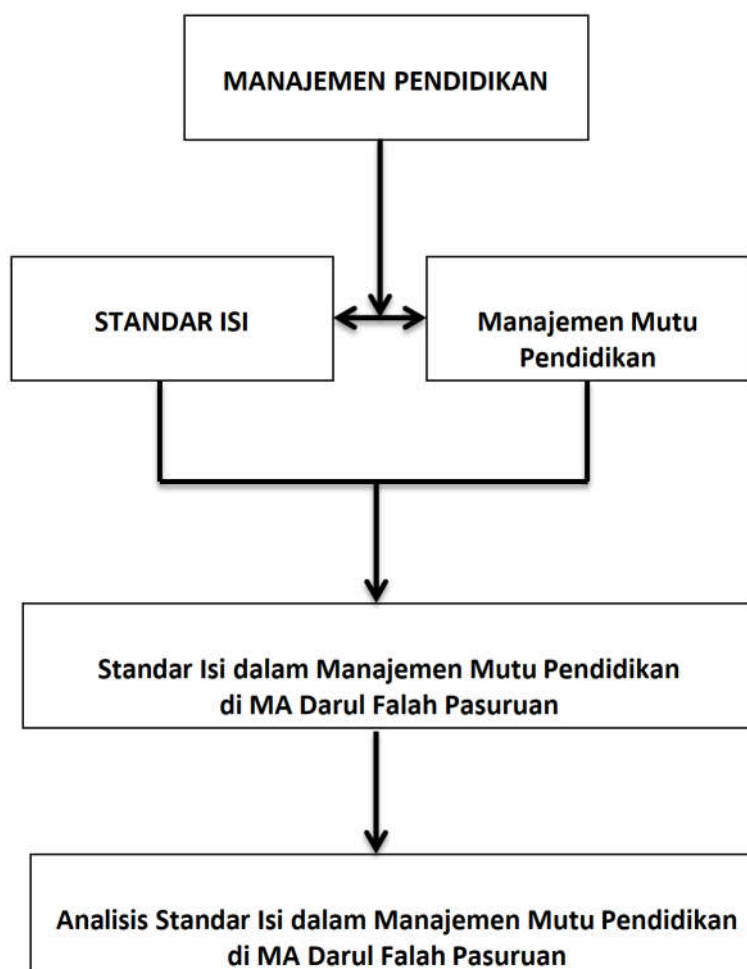 MANAJEMEN PENDIDIKAN
STANDAR ISI
Manajemen Mutu
Pendidikan
Standar Isi dalam Manajemen Mutu Pendidikan
di MA Darul Falah Pasuruan
Analisis Standar Isi dalam Manajemen Mutu Pendidikan
di MA Darul Falah Pasuruan